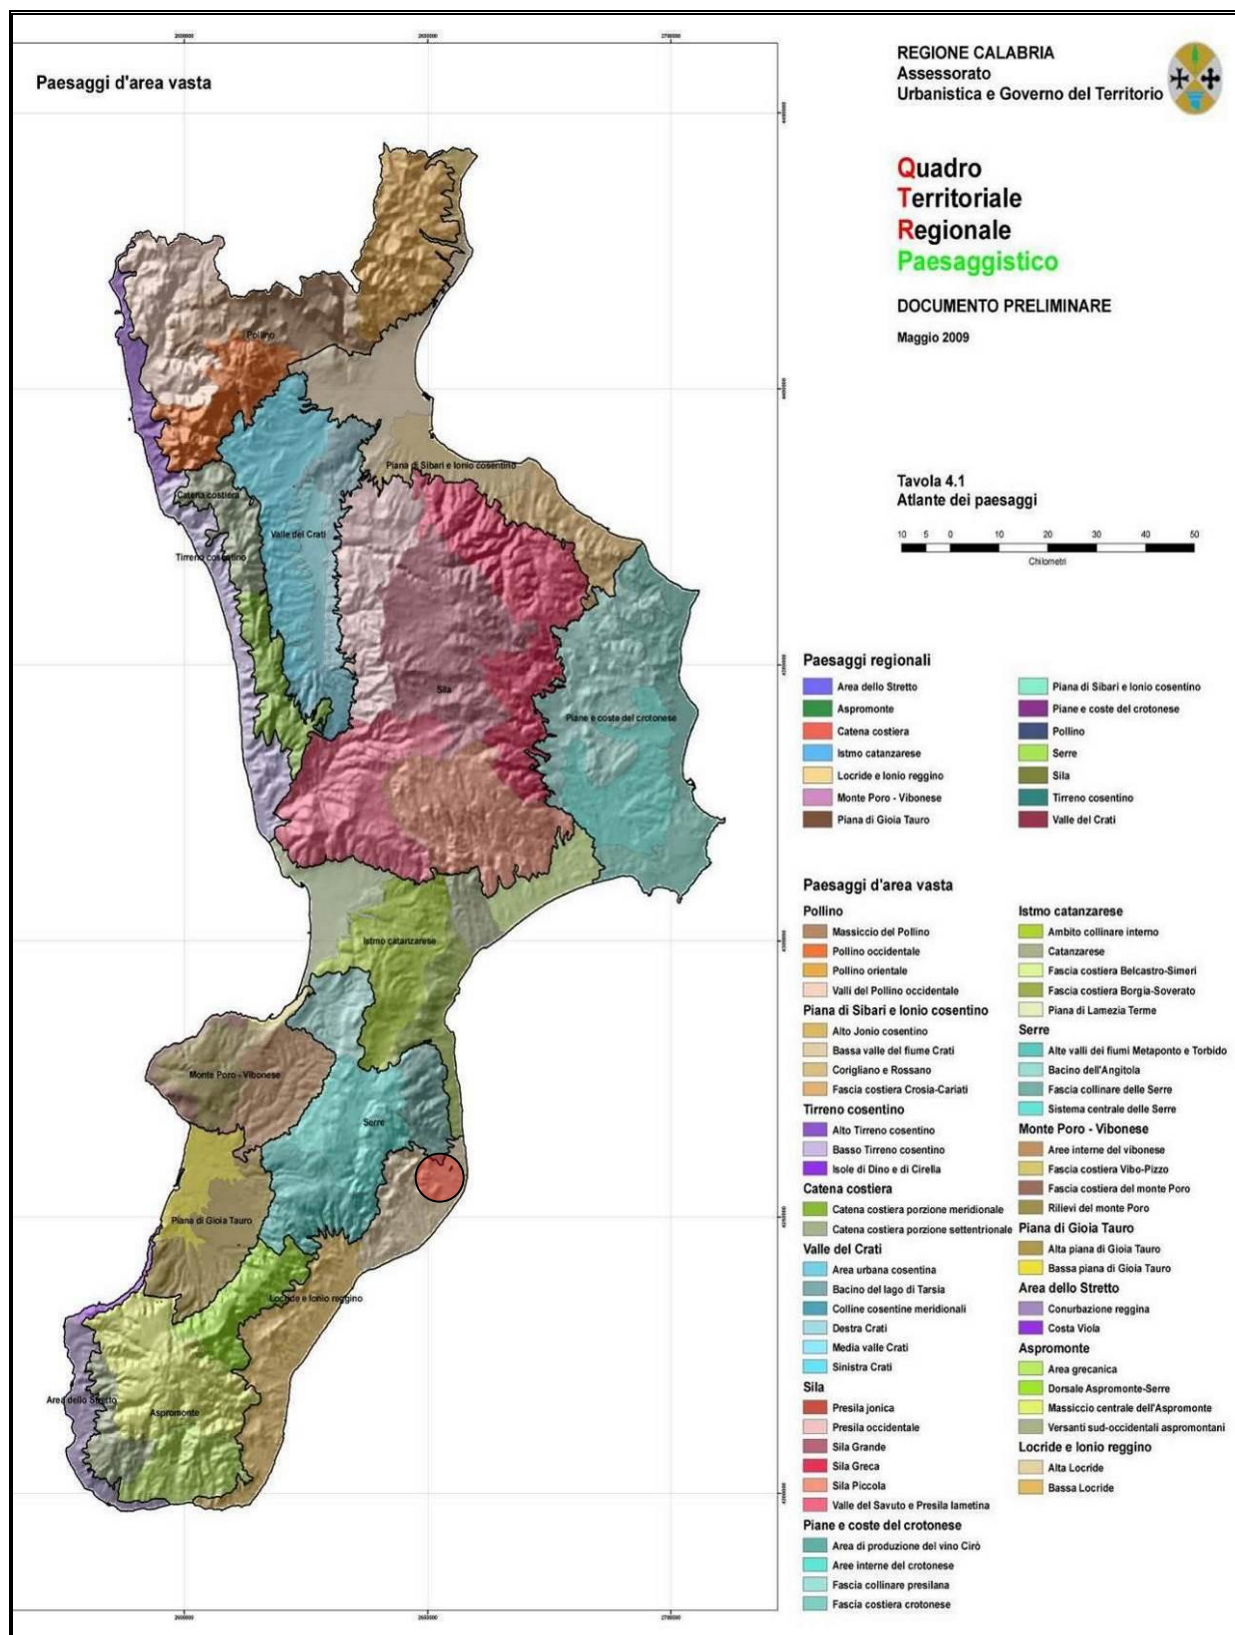 Paesaggi d'area vasta
REGIONE CALABRIA
Assessorato
Urbanistica e Governo del Territorio
Quadro
Territoriale
Regionale
Paesaggistico
DOCUMENTO PRELIMINARE
Maggio 2009
Tavola 4.1
Atlante dei paesaggi
10 5 0 10 20 30 40 50
Chilometri
Pollino
Piana di Sibari e Ionio cosentino
Catena costiera
Valle del Crati
Tirreno cosentino
Sila
Piane e coste del crotonese
Istmo catanzarese
Monte Poro - Vibonese
Serre
Piana di Gioia Tauro
Locride e Ionio reggino
Area dello Stretto
Aspromonte
Paesaggi regionali
Area dello Stretto
Aspromonte
Catena costiera
Istmo catanzarese
Locride e Ionio reggino
Monte Poro - Vibonese
Piana di Gioia Tauro
Piana di Sibari e Ionio cosentino
Piane e coste del crotonese
Pollino
Serre
Sila
Tirreno cosentino
Valle del Crati
Paesaggi d'area vasta
Pollino
Massiccio del Pollino
Pollino occidentale
Pollino orientale
Valli del Pollino occidentale
Piana di Sibari e Ionio cosentino
Alto Jonio cosentino
Bassa valle del fiume Crati
Corigliano e Rossano
Fascia costiera Crosia-Cariati
Tirreno cosentino
Alto Tirreno cosentino
Basso Tirreno cosentino
Isole di Dino e di Cirella
Catena costiera
Catena costiera porzione meridionale
Catena costiera porzione settentrionale
Valle del Crati
Area urbana cosentina
Bacino del lago di Tarsia
Colline cosentine meridionali
Destra Crati
Media valle Crati
Sinistra Crati
Sila
Presila jonica
Presila occidentale
Sila Grande
Sila Greca
Sila Piccola
Valle del Savuto e Presila lametina
Piane e coste del crotonese
Area di produzione del vino Cirò
Aree interne del crotonese
Fascia collinare presilana
Fascia costiera crotonese
Istmo catanzarese
Ambito collinare interno
Catanzarese
Fascia costiera Belcastro-Simeri
Fascia costiera Borgia-Soverato
Piana di Lamezia Terme
Serre
Alte valli dei fiumi Metaponto e Torbido
Bacino dell'Angitola
Fascia collinare delle Serre
Sistema centrale delle Serre
Monte Poro - Vibonese
Aree interne del vibonese
Fascia costiera Vibo-Pizzo
Fascia costiera del monte Poro
Rilievi del monte Poro
Piana di Gioia Tauro
Alta piana di Gioia Tauro
Bassa piana di Gioia Tauro
Area dello Stretto
Conurbazione reggina
Costa Viola
Aspromonte
Area grecanica
Dorsale Aspromonte-Serre
Massiccio centrale dell'Aspromonte
Versanti sud-occidentali aspromontani
Locride e Ionio reggino
Alta Locride
Bassa Locride